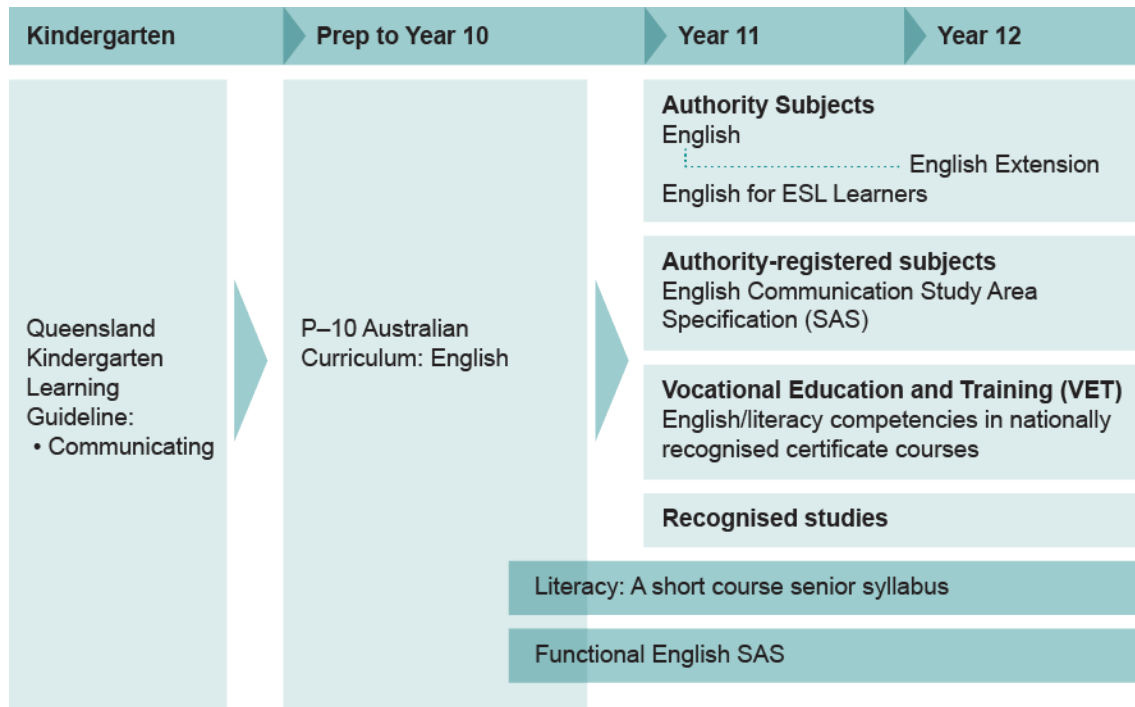 Kindergarten
Prep to Year 10
Year 11
Year 12
Queensland
Kindergarten
Learning
Guideline:
• Communicating
P–10 Australian
Curriculum: English
Authority Subjects
English
English Extension
English for ESL Learners
Authority-registered subjects
English Communication Study Area
Specification (SAS)
Vocational Education and Training (VET)
English/literacy competencies in nationally
recognised certificate courses
Recognised studies
Literacy: A short course senior syllabus
Functional English SAS